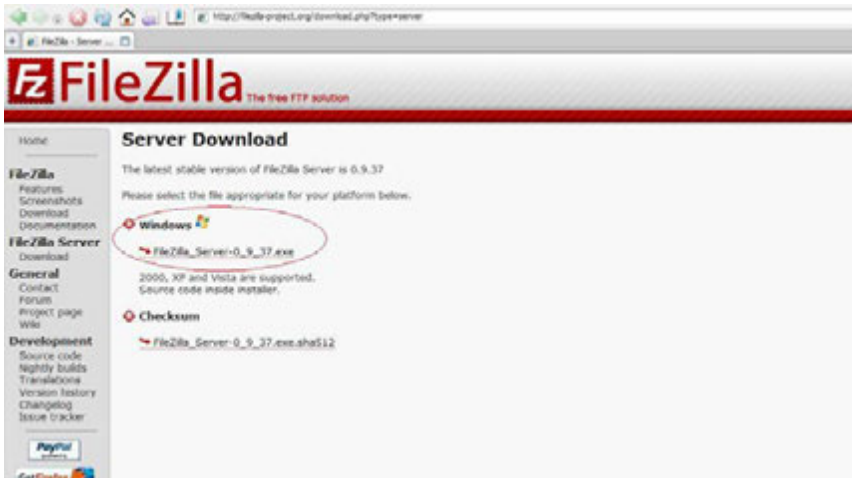 http://filezilla-project.org/download.php?type=server
FileZilla - Server ...
FZ FileZilla The free FTP solution
Home
FileZilla
Features
Screenshots
Download
Documentation
FileZilla Server
Download
General
Contact
Forum
Project page
Wiki
Development
Source code
Nightly builds
Translations
Version history
Changelog
Issue tracker
PayPal
Server Download
The latest stable version of FileZilla Server is 0.9.37
Please select the file appropriate for your platform below.
Windows
FileZilla_Server-0_9_37.exe
2000, XP and Vista are supported.
Source code inside installer.
Checksum
FileZilla_Server-0_9_37.exe.sha512